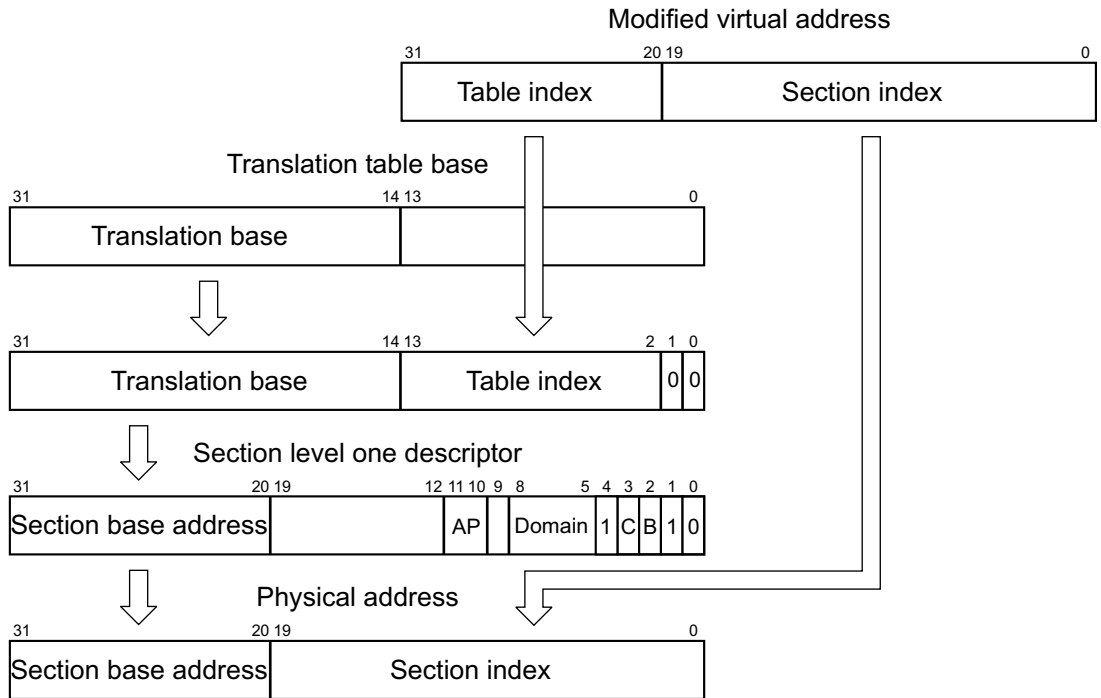 Modified virtual address
31 20 19 0
Table index Section index
Translation table base
31 14 13 0
Translation base
31 14 13 2 1 0
Translation base Table index 0 0
Section level one descriptor
31 20 19 12 11 10 9 8 5 4 3 2 1 0
Section base address AP Domain 1 C B 1 0
Physical address
31 20 19 0
Section base address Section index